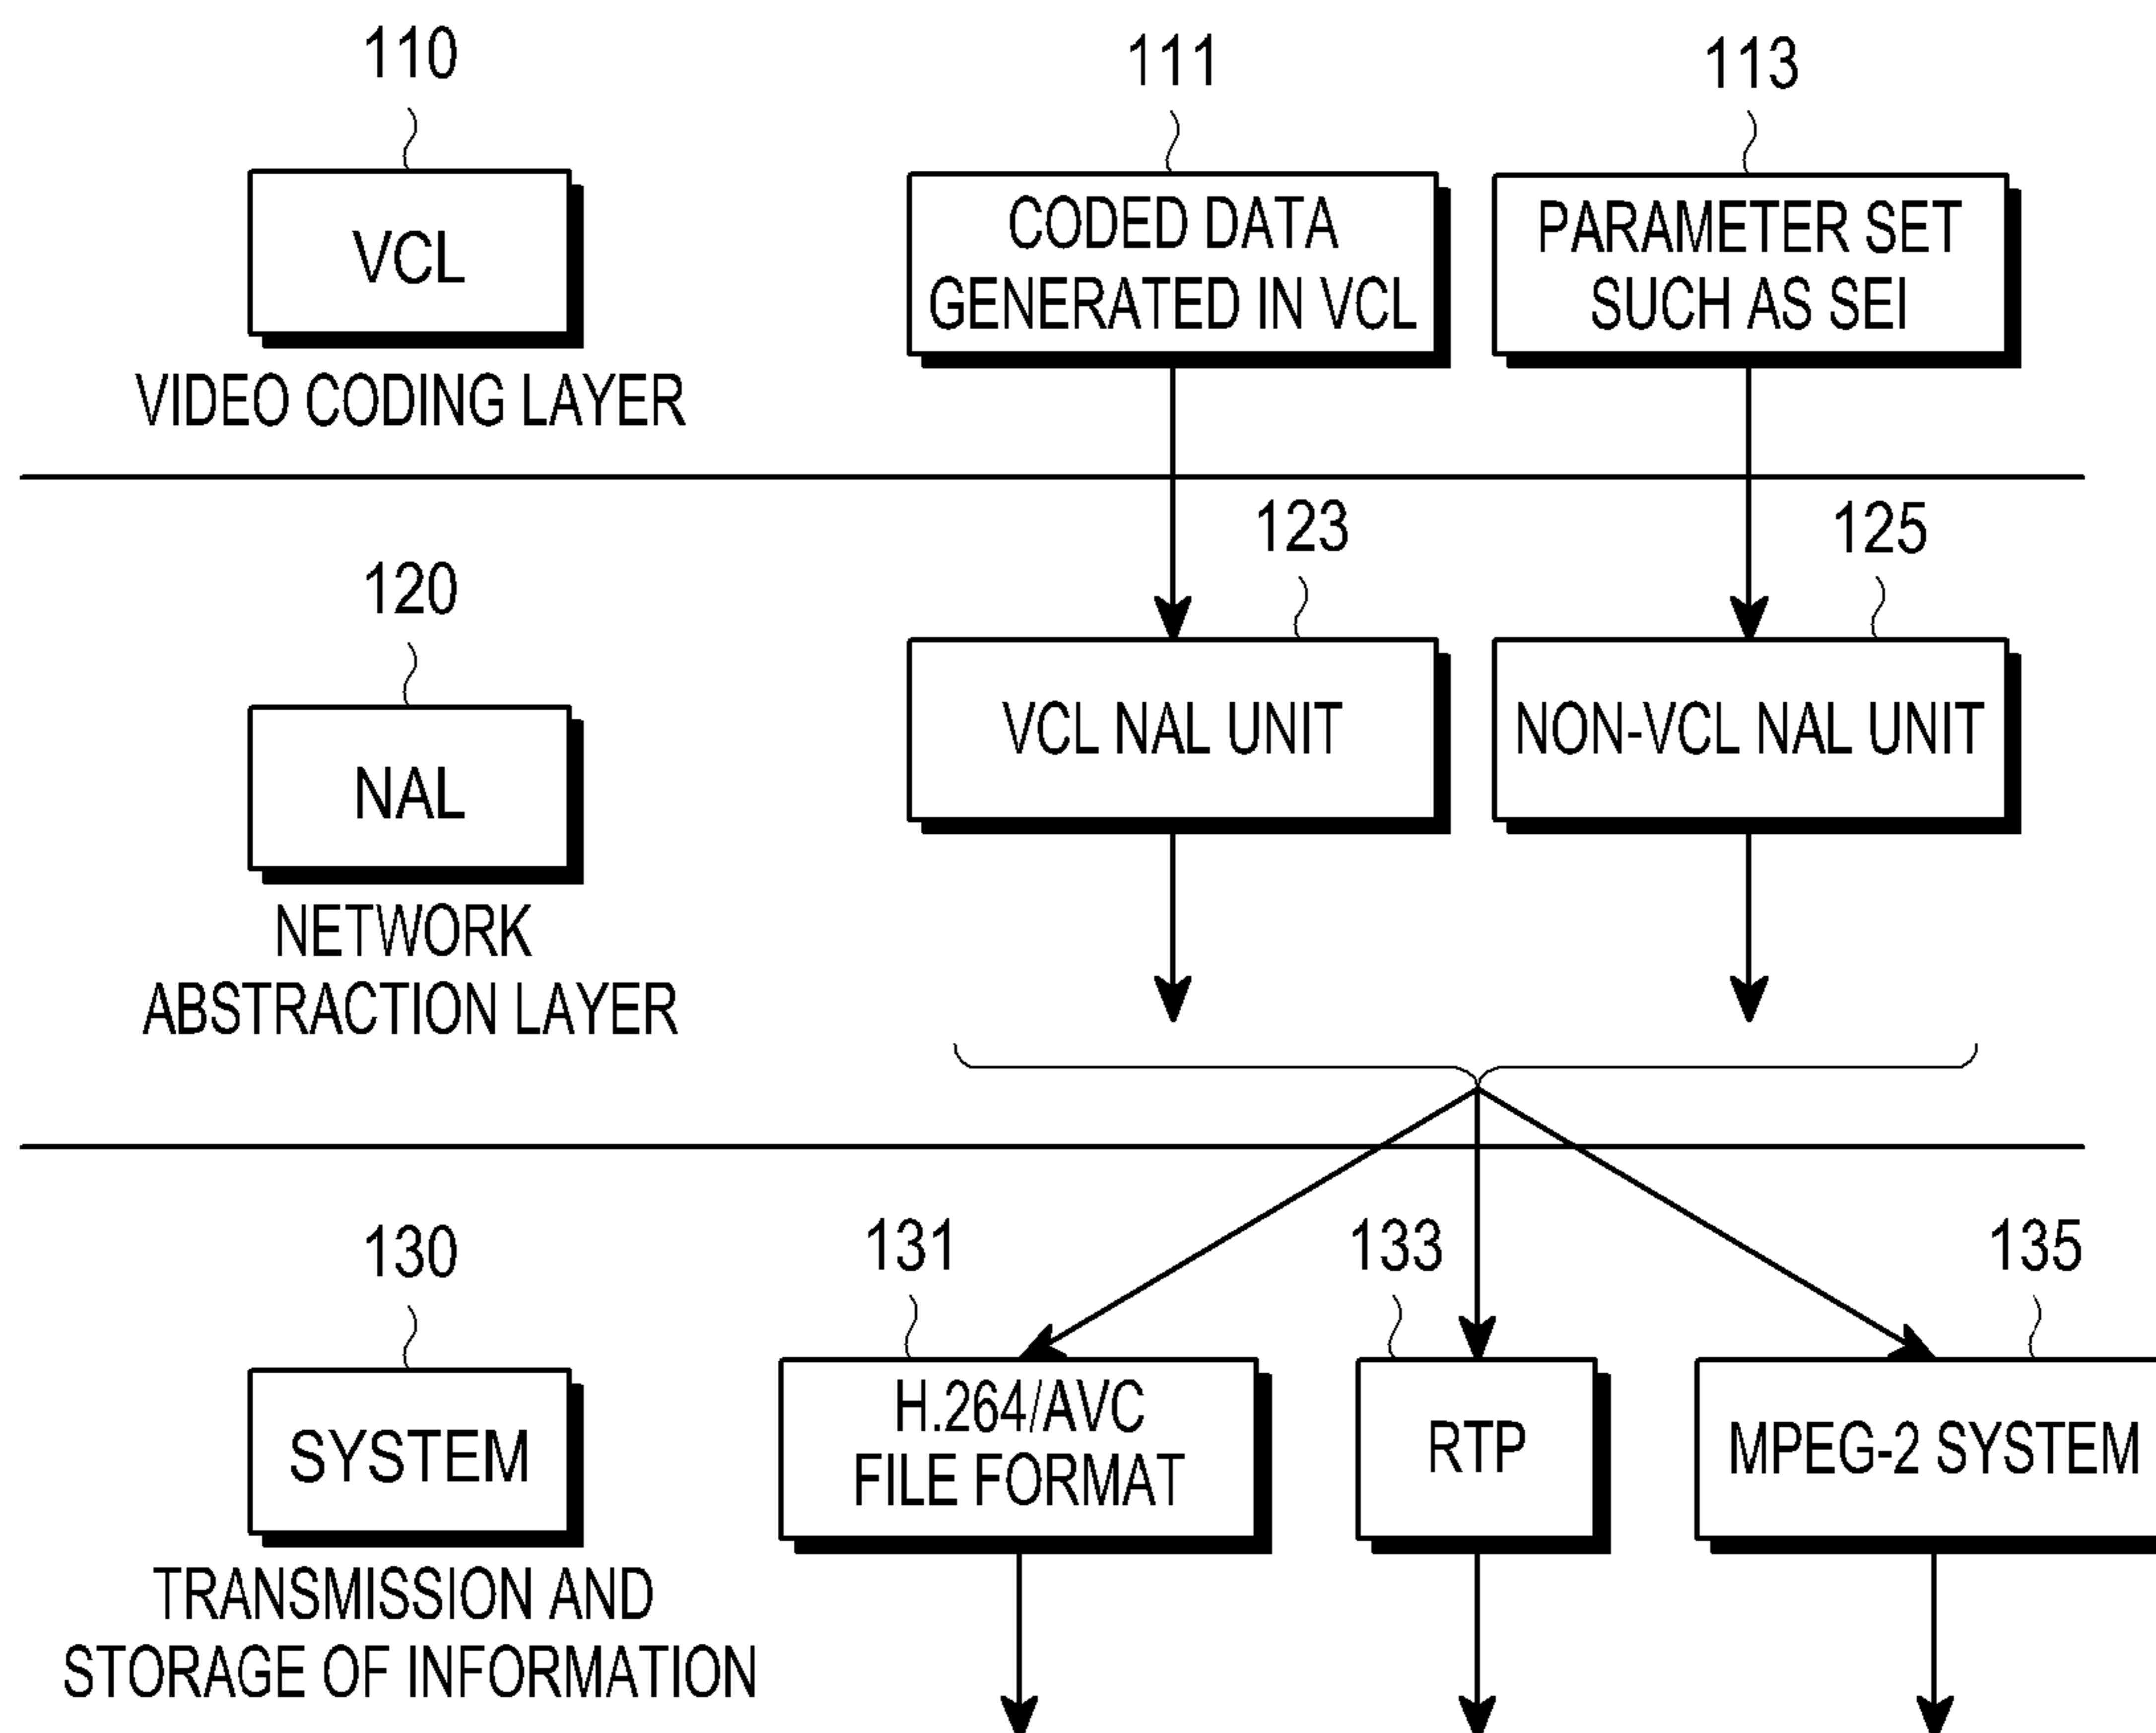 110
111
113
VCL
CODED DATA
GENERATED IN VCL
PARAMETER SET
SUCH AS SEI
VIDEO CODING LAYER
123
125
120
VCL NAL UNIT
NON-VCL NAL UNIT
NAL
NETWORK
ABSTRACTION LAYER
130
131
133
135
SYSTEM
H.264/AVC
FILE FORMAT
RTP
MPEG-2 SYSTEM
TRANSMISSION AND
STORAGE OF INFORMATION